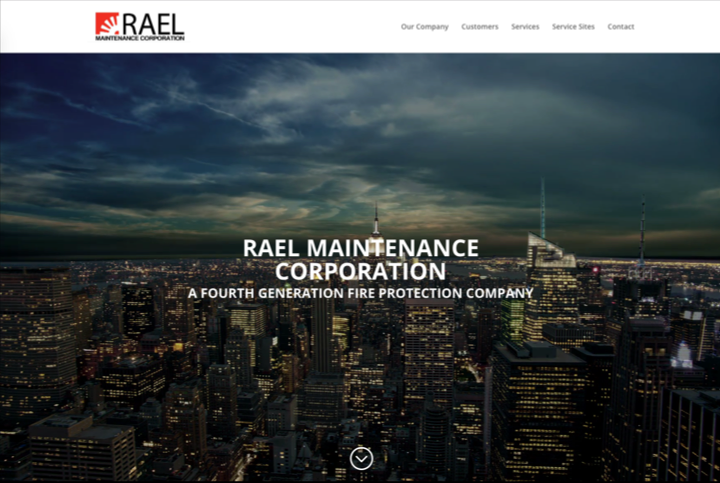 RAEL
MAINTENANCE CORPORATION
Our Company
Customers
Services
Service Sites
Contact
RAEL MAINTENANCE
CORPORATION
A FOURTH GENERATION FIRE PROTECTION COMPANY